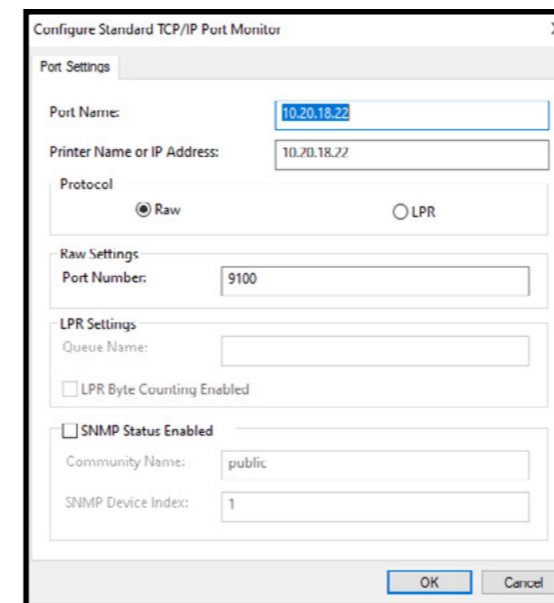 Configure Standard TCP/IP Port Monitor
Port Settings
Port Name: 10.20.18.22
Printer Name or IP Address: 10.20.18.22
Protocol
Raw LPR
Raw Settings
Port Number: 9100
LPR Settings
Queue Name:
LPR Byte Counting Enabled
SNMP Status Enabled
Community Name: public
SNMP Device Index: 1
OK Cancel